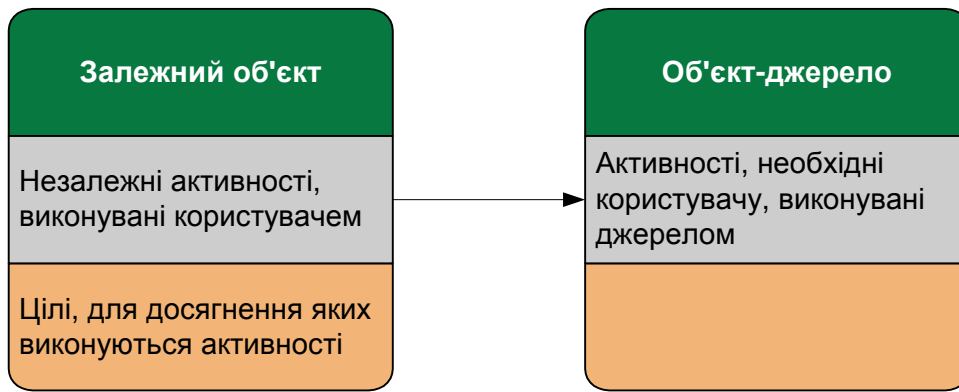 Залежний об'єкт
Незалежні активності,
виконувані користувачем
Цілі, для досягнення яких
виконуються активності
Об'єкт-джерело
Активності, необхідні
користувачу, виконувані
джерелом